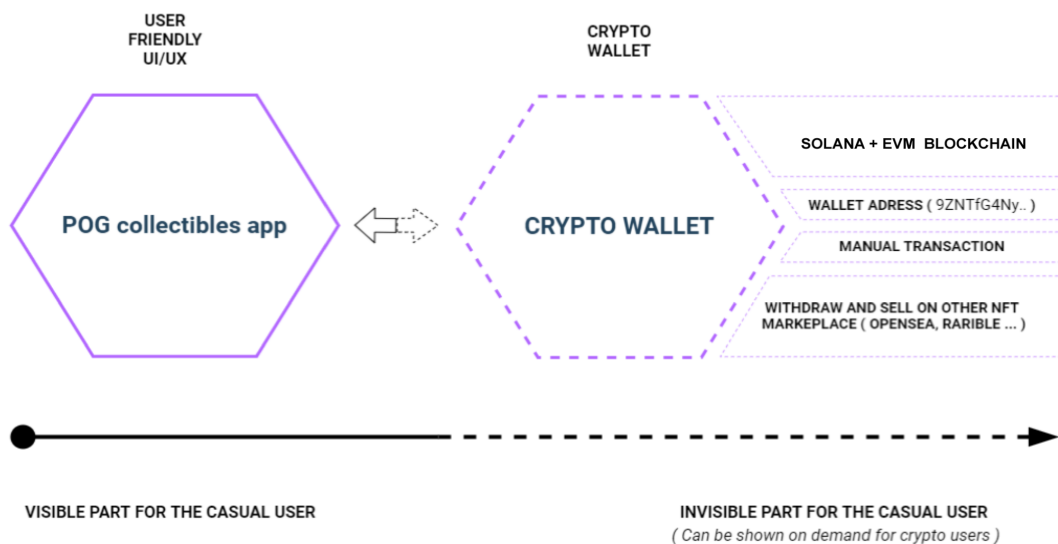 USER
FRIENDLY
UI/UX
CRYPTO
WALLET
POG collectibles app
CRYPTO WALLET
SOLANA + EVM BLOCKCHAIN
WALLET ADRESS ( 9ZNTfG4Ny.. )
MANUAL TRANSACTION
WITHDRAW AND SELL ON OTHER NFT
MARKEPLACE ( OPENSEA, RARIBLE ... )
VISIBLE PART FOR THE CASUAL USER
INVISIBLE PART FOR THE CASUAL USER
( Can be shown on demand for crypto users )